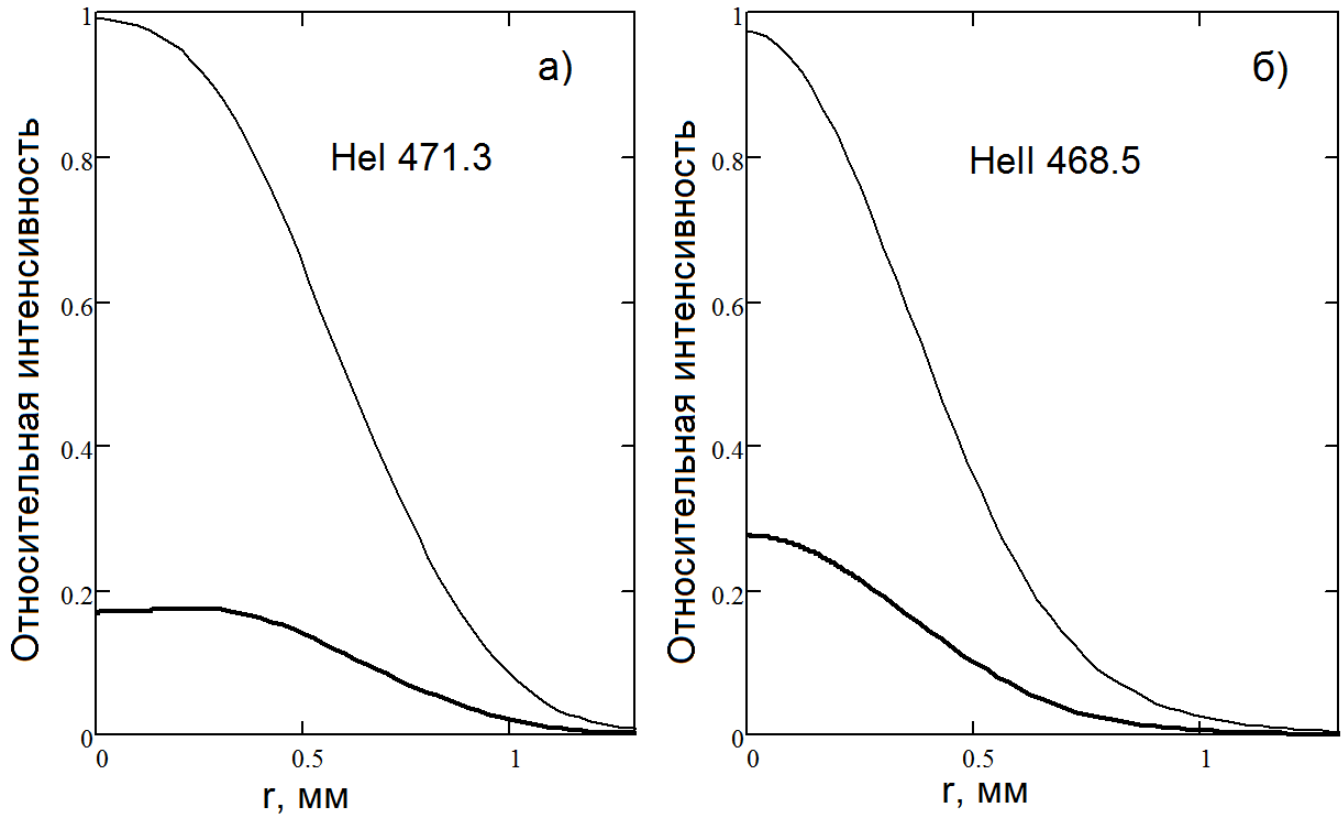 Относительная интенсивность
1
0.8
0.6
0.4
0.2
0
а)
HeI 471.3
0
0.5
1
r, мм
Относительная интенсивность
1
0.8
0.6
0.4
0.2
0
б)
HeII 468.5
0
0.5
1
r, мм